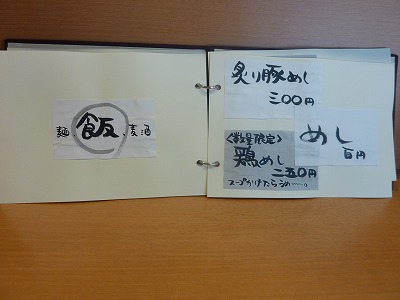 麺、飯、麦酒
炙り豚めし
三〇〇円
めし
百円
<数量限定>
鶏めし
二五〇円
スープかけたらうめ〜。